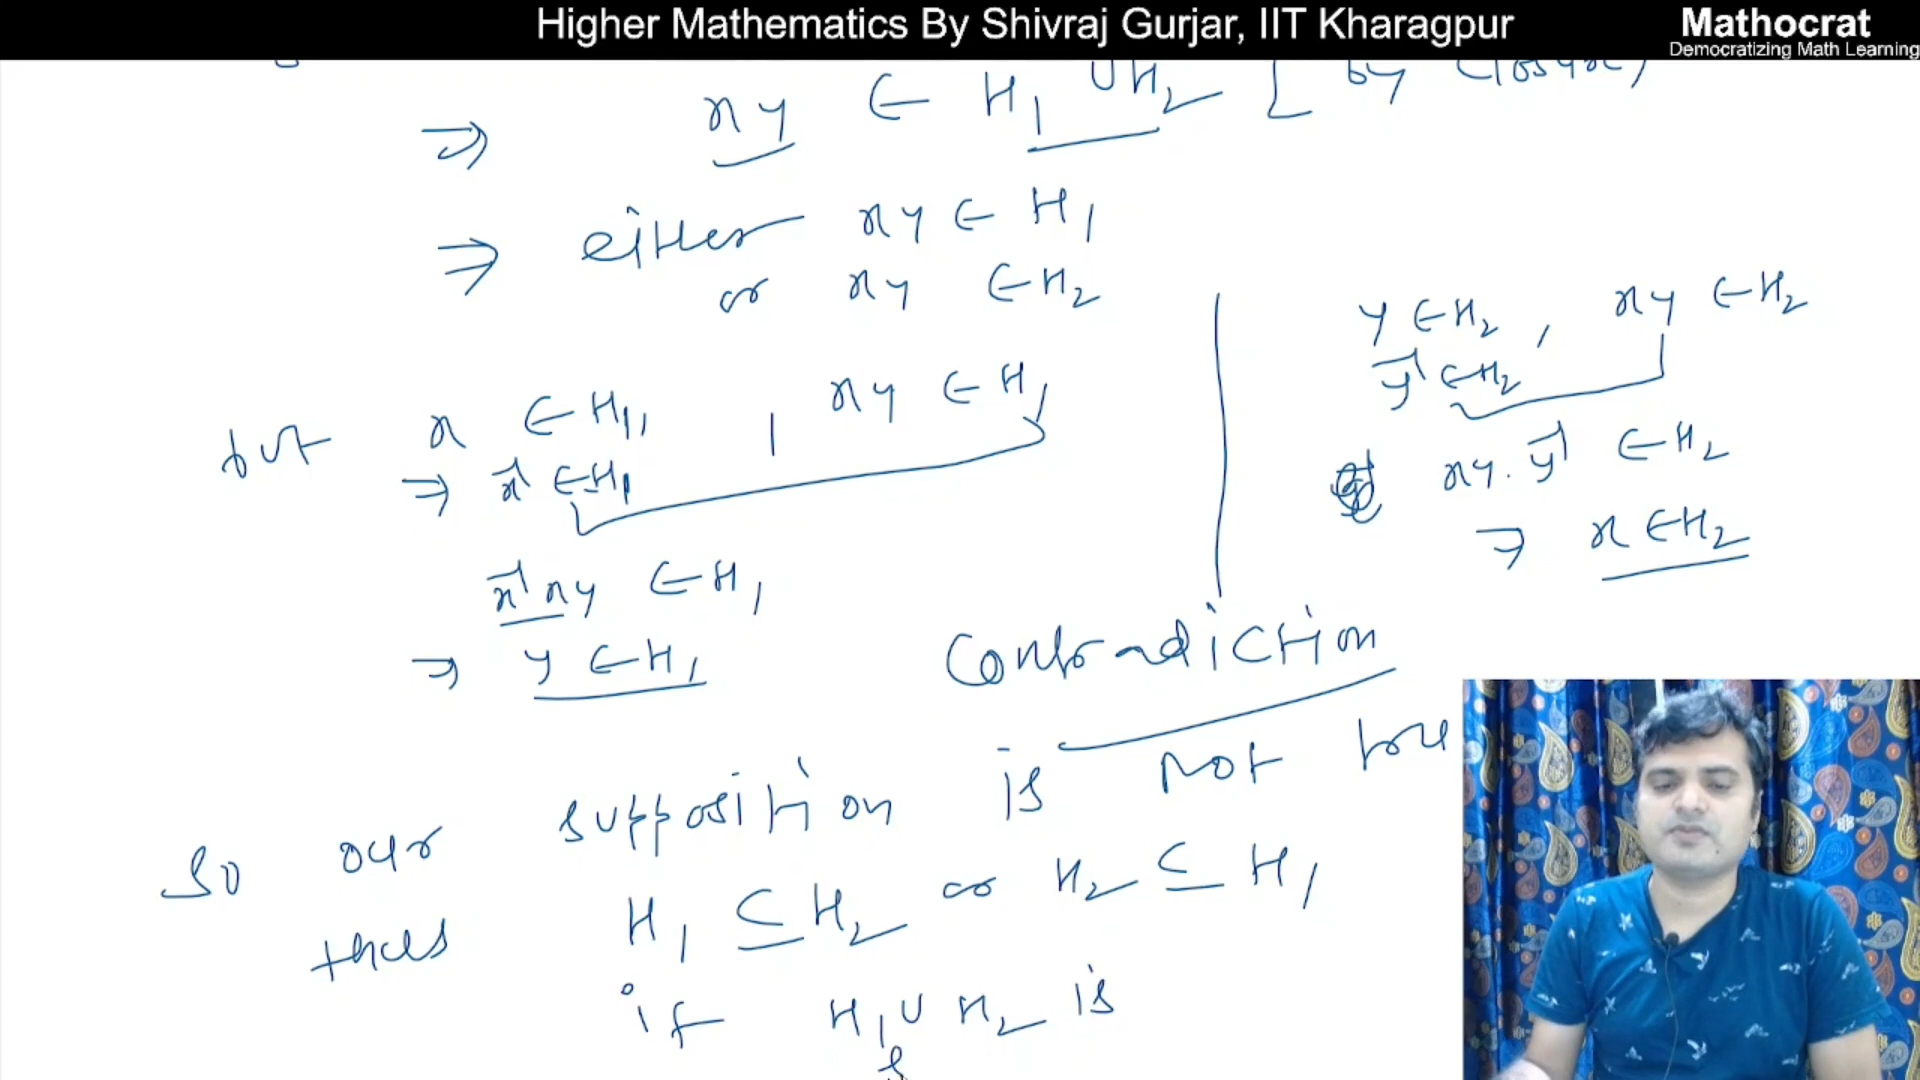 Higher Mathematics By Shivraj Gurjar, IIT Kharagpur
Mathocrat
Democratizing Math Learning
⇒ xy ∈ H₁ ∪ H₂ [ by closure)
⇒ either xy ∈ H₁
or xy ∈ H₂
but x ∈ H₁, , xy ∈ H₁
⇒ x⁻¹ ∈ H₁
x⁻¹xy ∈ H₁
⇒ y ∈ H₁
y ∈ H₂ , xy ∈ H₂
y⁻¹ ∈ H₂
xy.y⁻¹ ∈ H₂
⇒ x ∈ H₂
Contradiction
So our supposition is not true
thus H₁ ⊆ H₂ or H₂ ⊆ H₁
if H₁ ∪ H₂ is
s